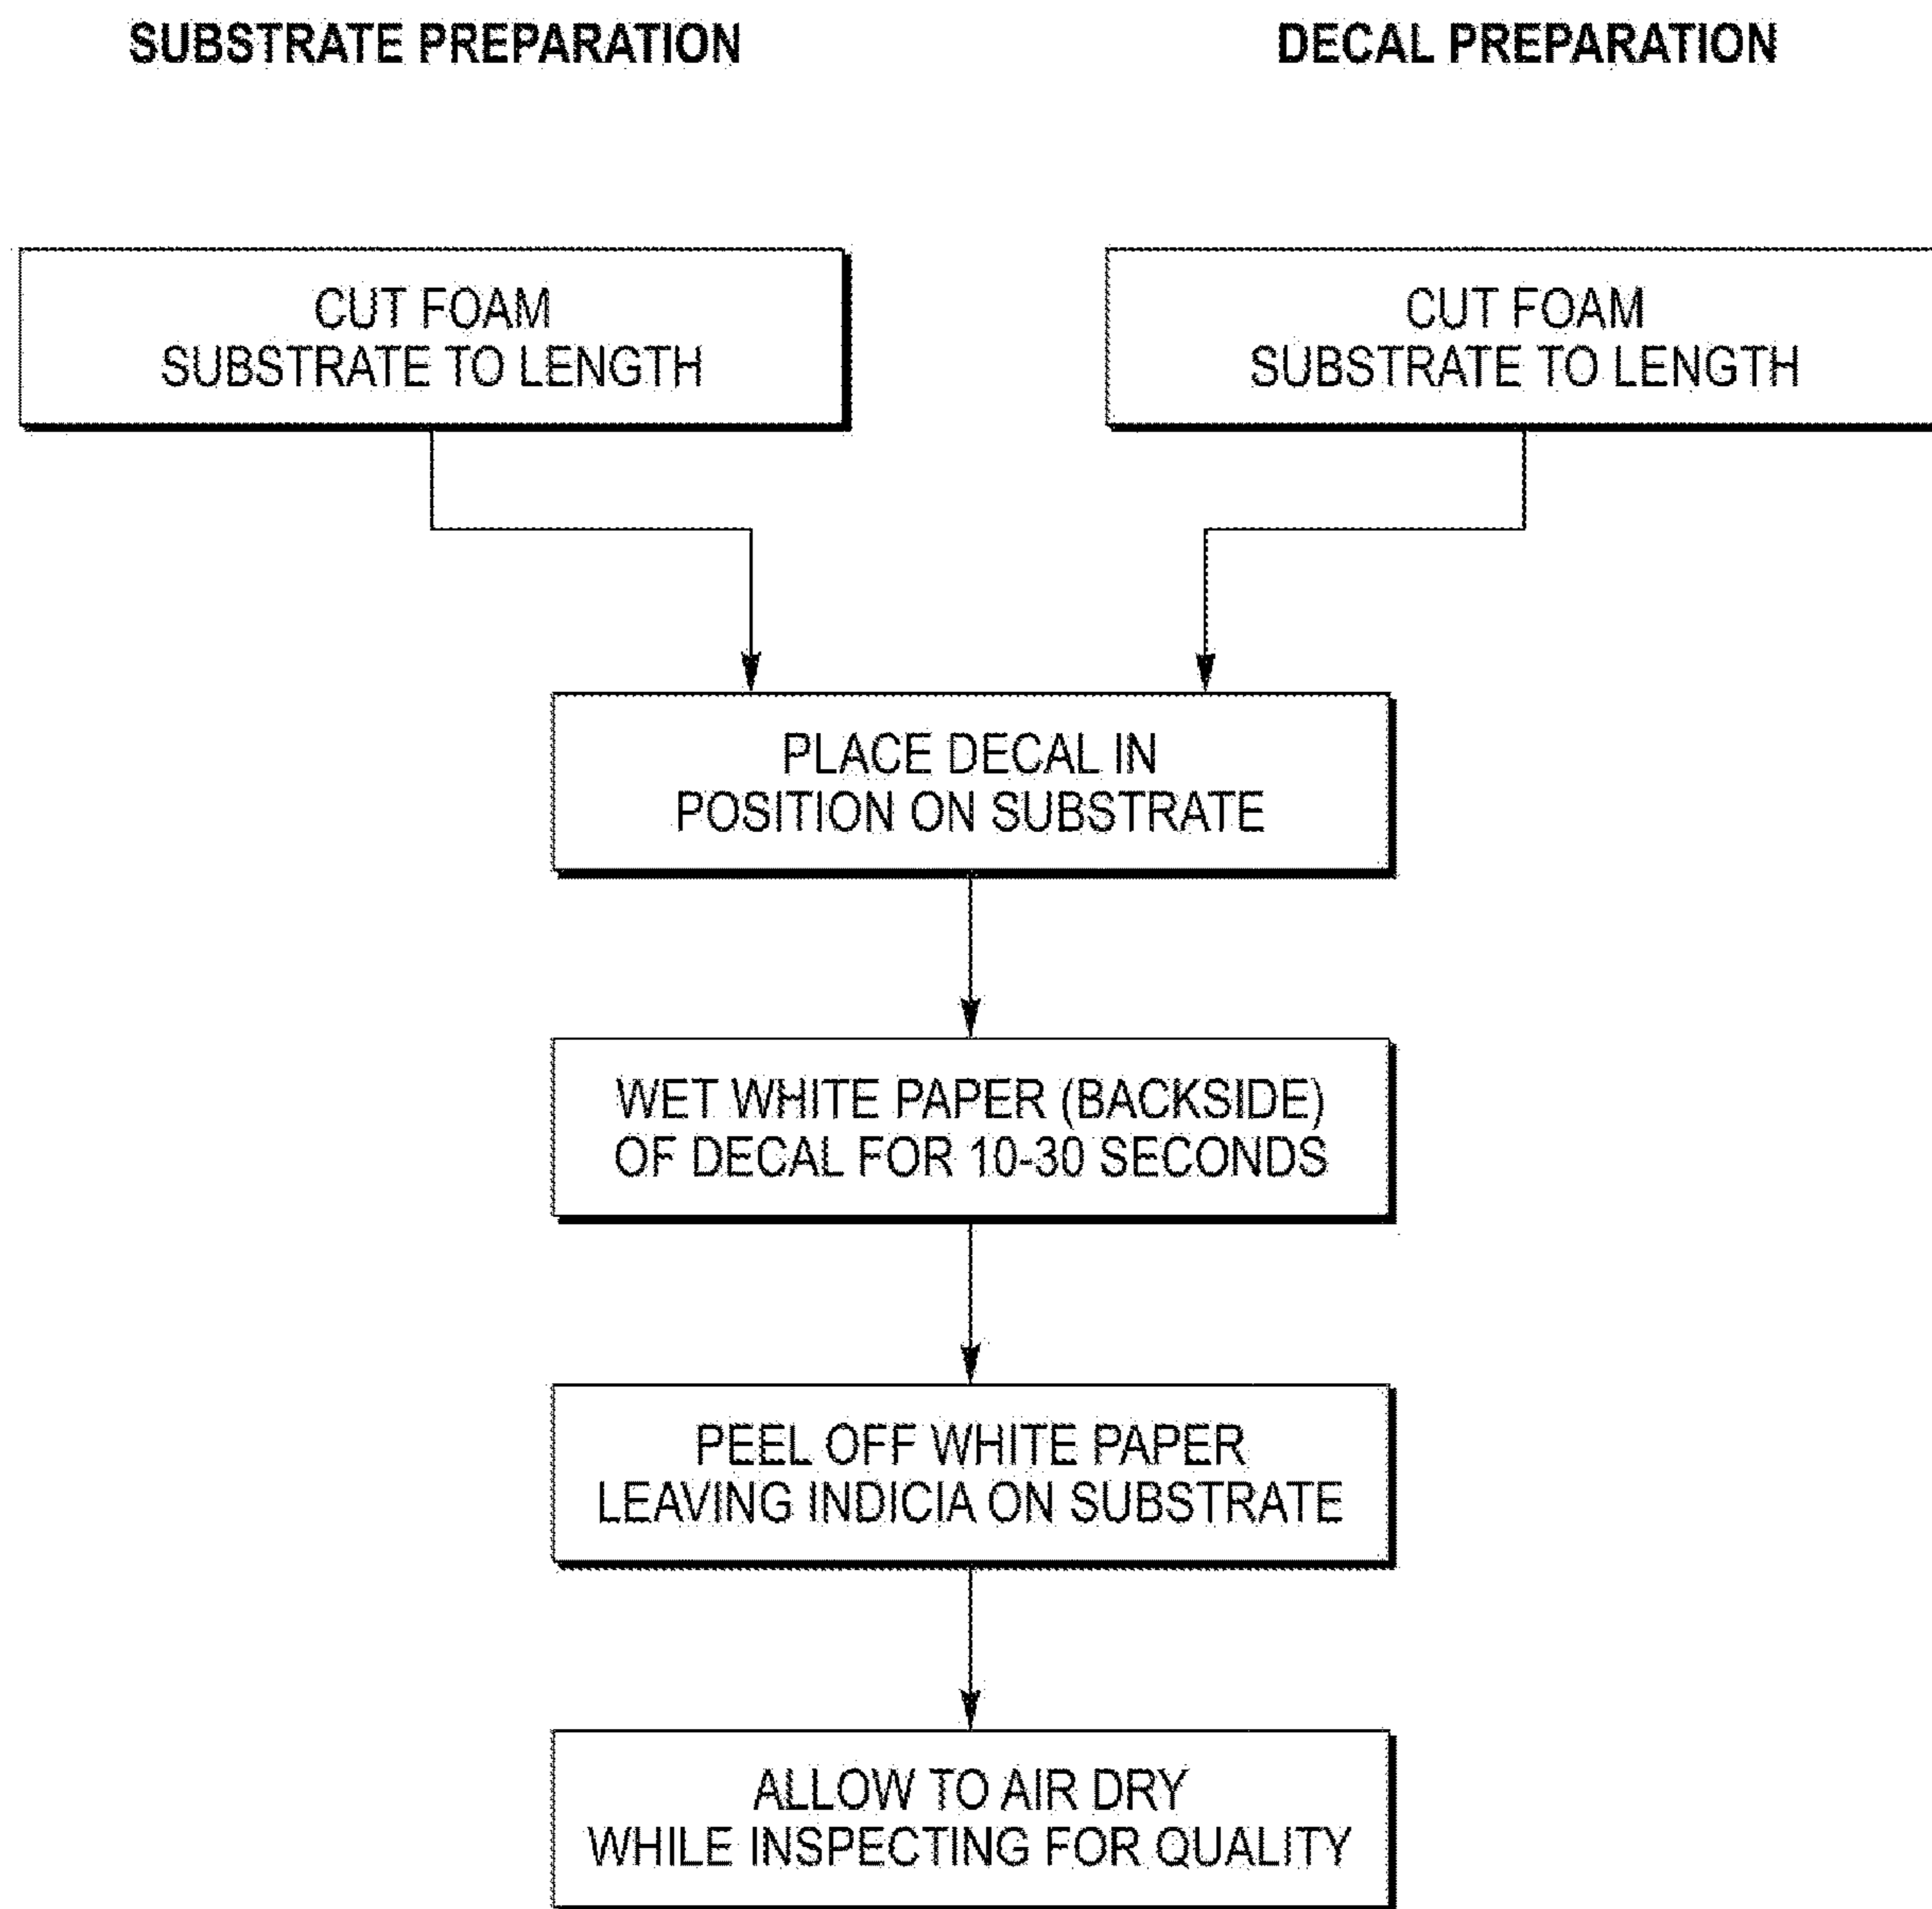 SUBSTRATE PREPARATION
DECAL PREPARATION
CUT FOAM
SUBSTRATE TO LENGTH
CUT FOAM
SUBSTRATE TO LENGTH
PLACE DECAL IN
POSITION ON SUBSTRATE
WET WHITE PAPER (BACKSIDE)
OF DECAL FOR 10-30 SECONDS
PEEL OFF WHITE PAPER
LEAVING INDICIA ON SUBSTRATE
ALLOW TO AIR DRY
WHILE INSPECTING FOR QUALITY